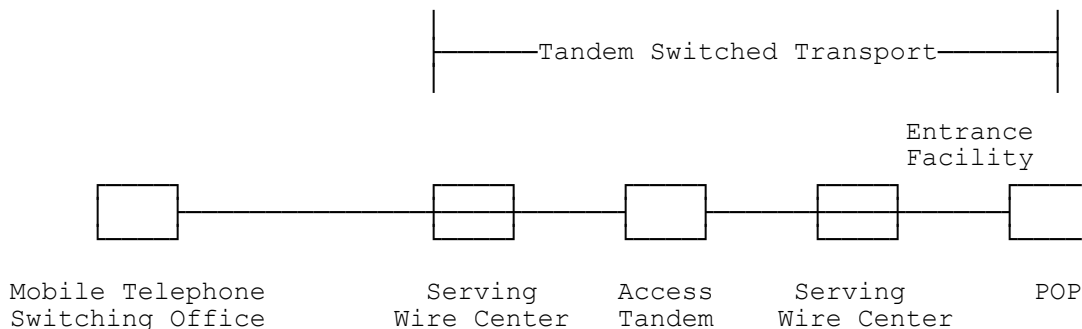 Tandem Switched Transport
Entrance
Facility
Mobile Telephone Serving Access Serving POP
Switching Office Wire Center Tandem Wire Center